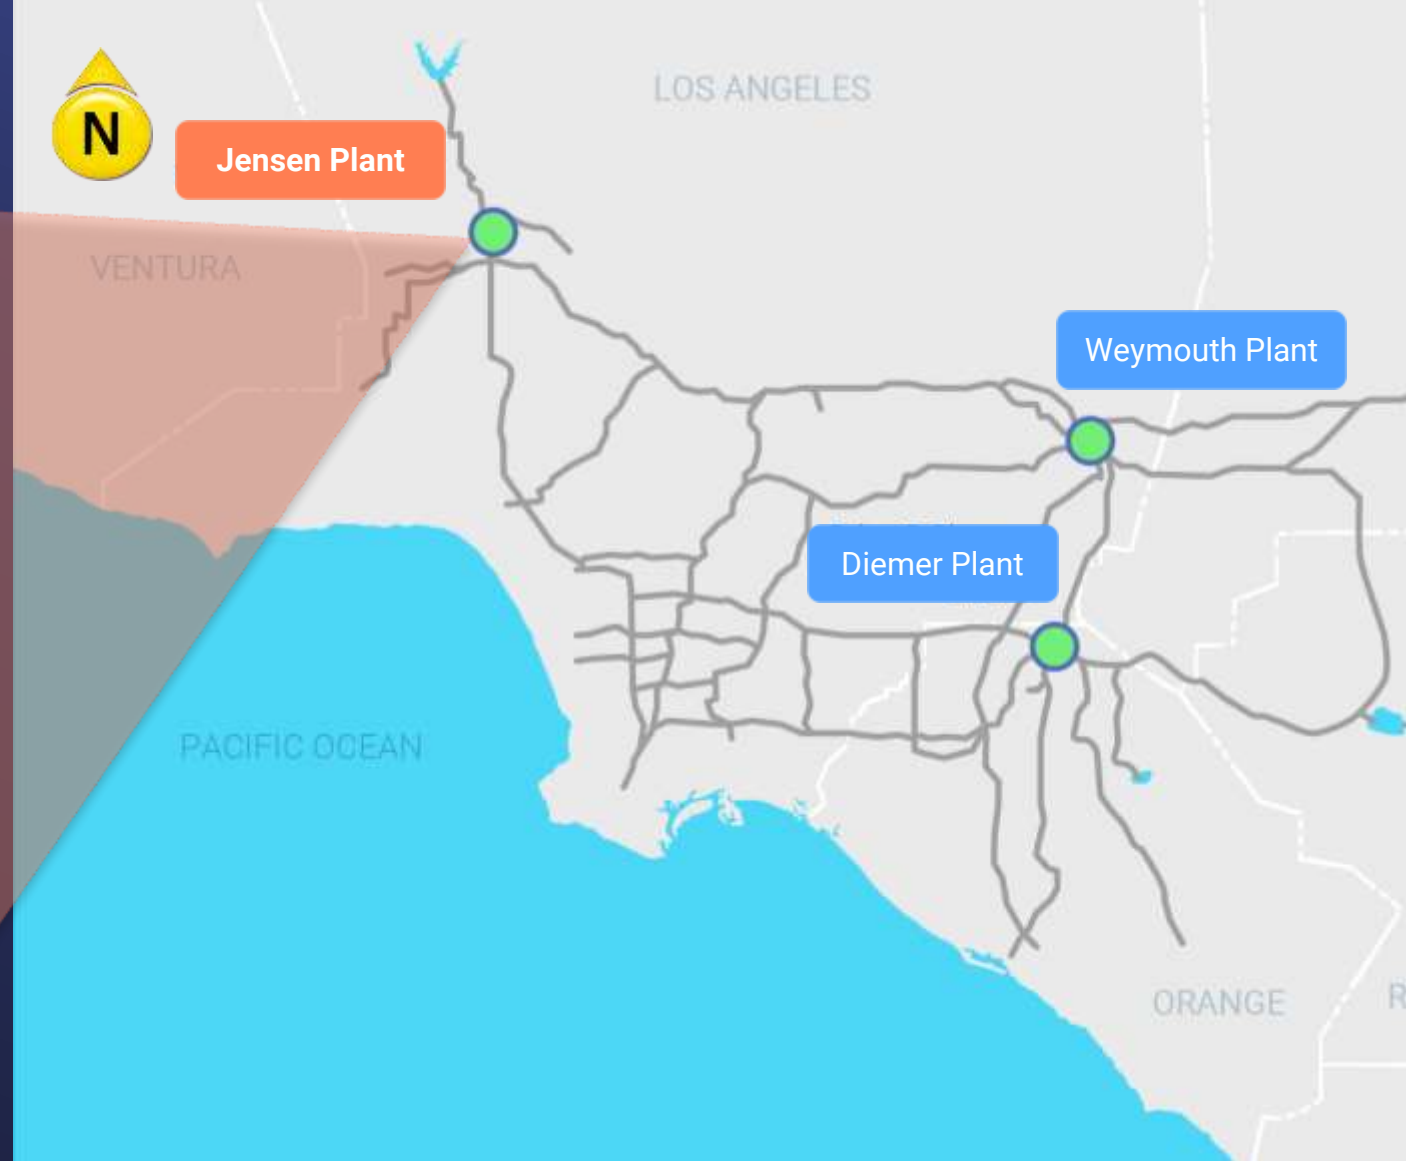 LOS ANGELES
N
Jensen Plant
VENTURA
Weymouth Plant
Diemer Plant
PACIFIC OCEAN
ORANGE
R